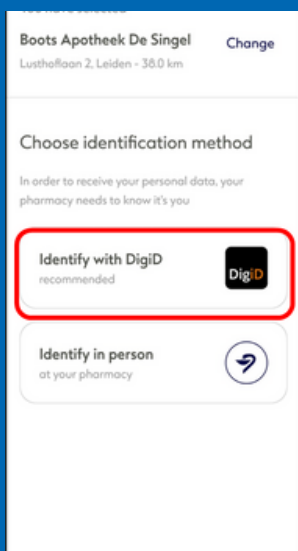 Boots Apotheek De Singel
Change
Lusthoflaan 2, Leiden - 38.0 km
Choose identification method
In order to receive your personal data, your
pharmacy needs to know it's you
Identify with DigiD
recommended
DigiD
Identify in person
at your pharmacy